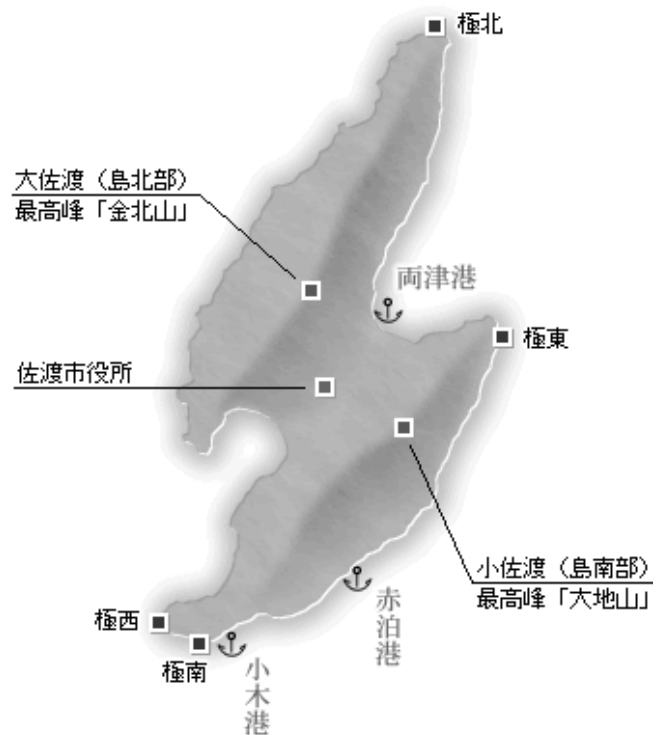 極北
大佐渡（島北部）
最高峰「金北山」
両津港
極東
佐渡市役所
小佐渡（島南部）
最高峰「大地山」
赤泊港
極西
極南
小木港